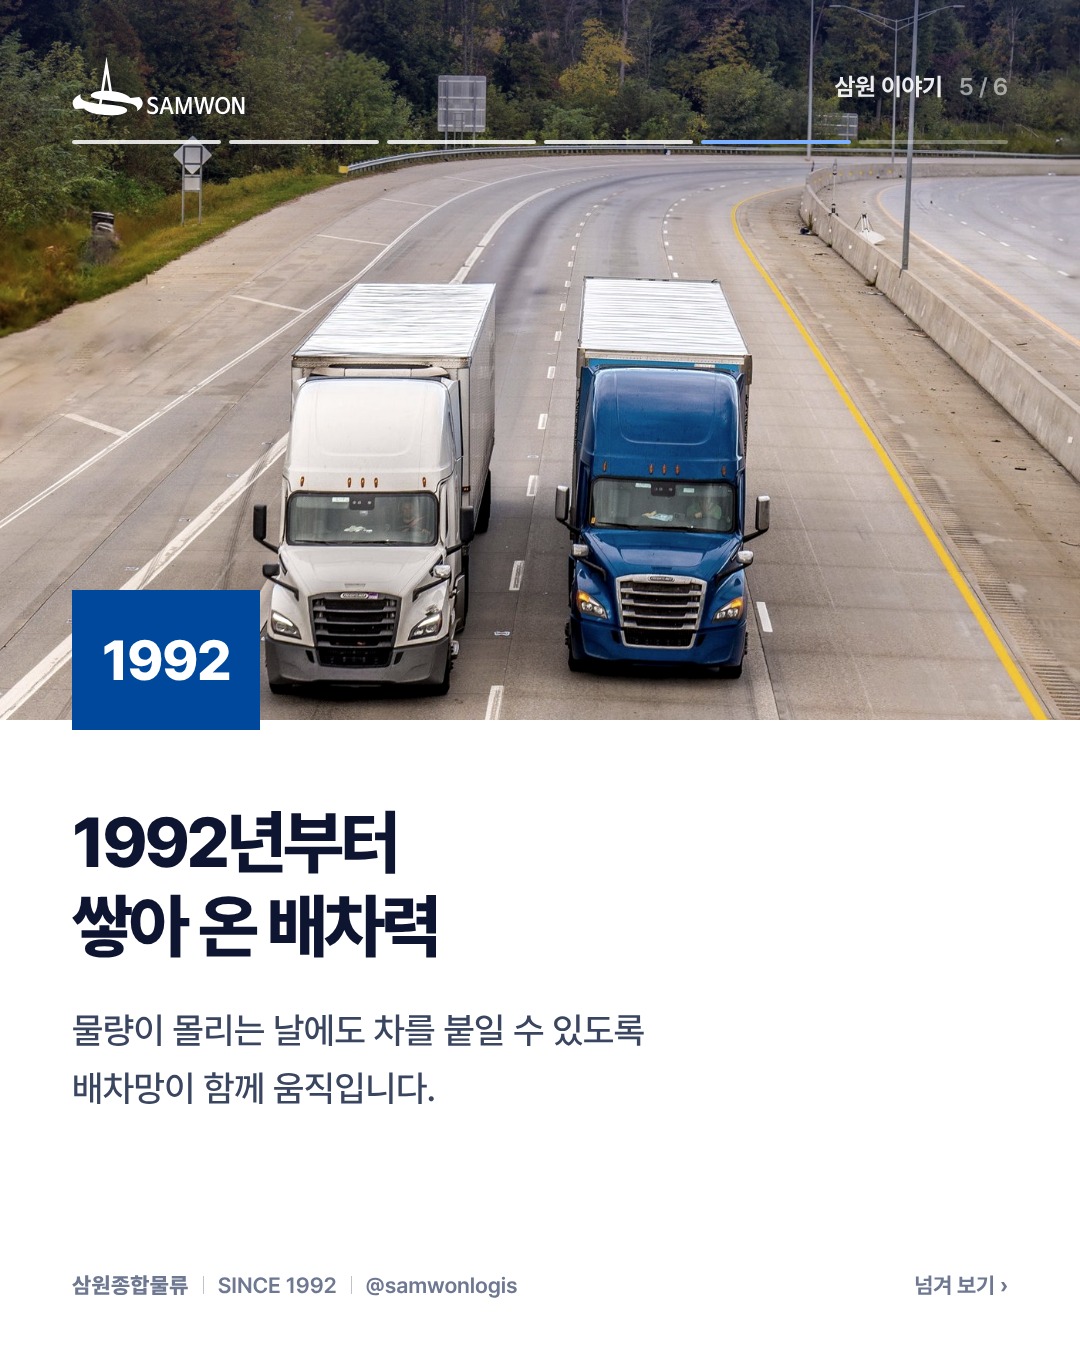 SAMWON
삼원 이야기 5 / 6
1992
1992년부터
쌓아 온 배차력
물량이 몰리는 날에도 차를 붙일 수 있도록
배차망이 함께 움직입니다.
삼원종합물류 | SINCE 1992 | @samwonlogis
넘겨 보기 ›